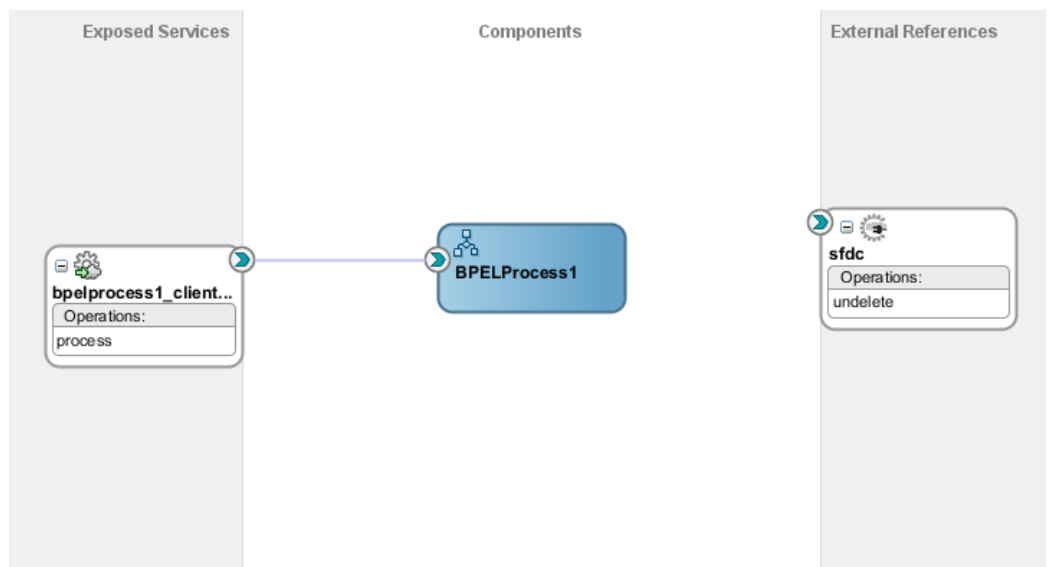 Exposed Services
Components
External References
bpelprocess1_client...
Operations:
process
BPELProcess1
sfdc
Operations:
undelete